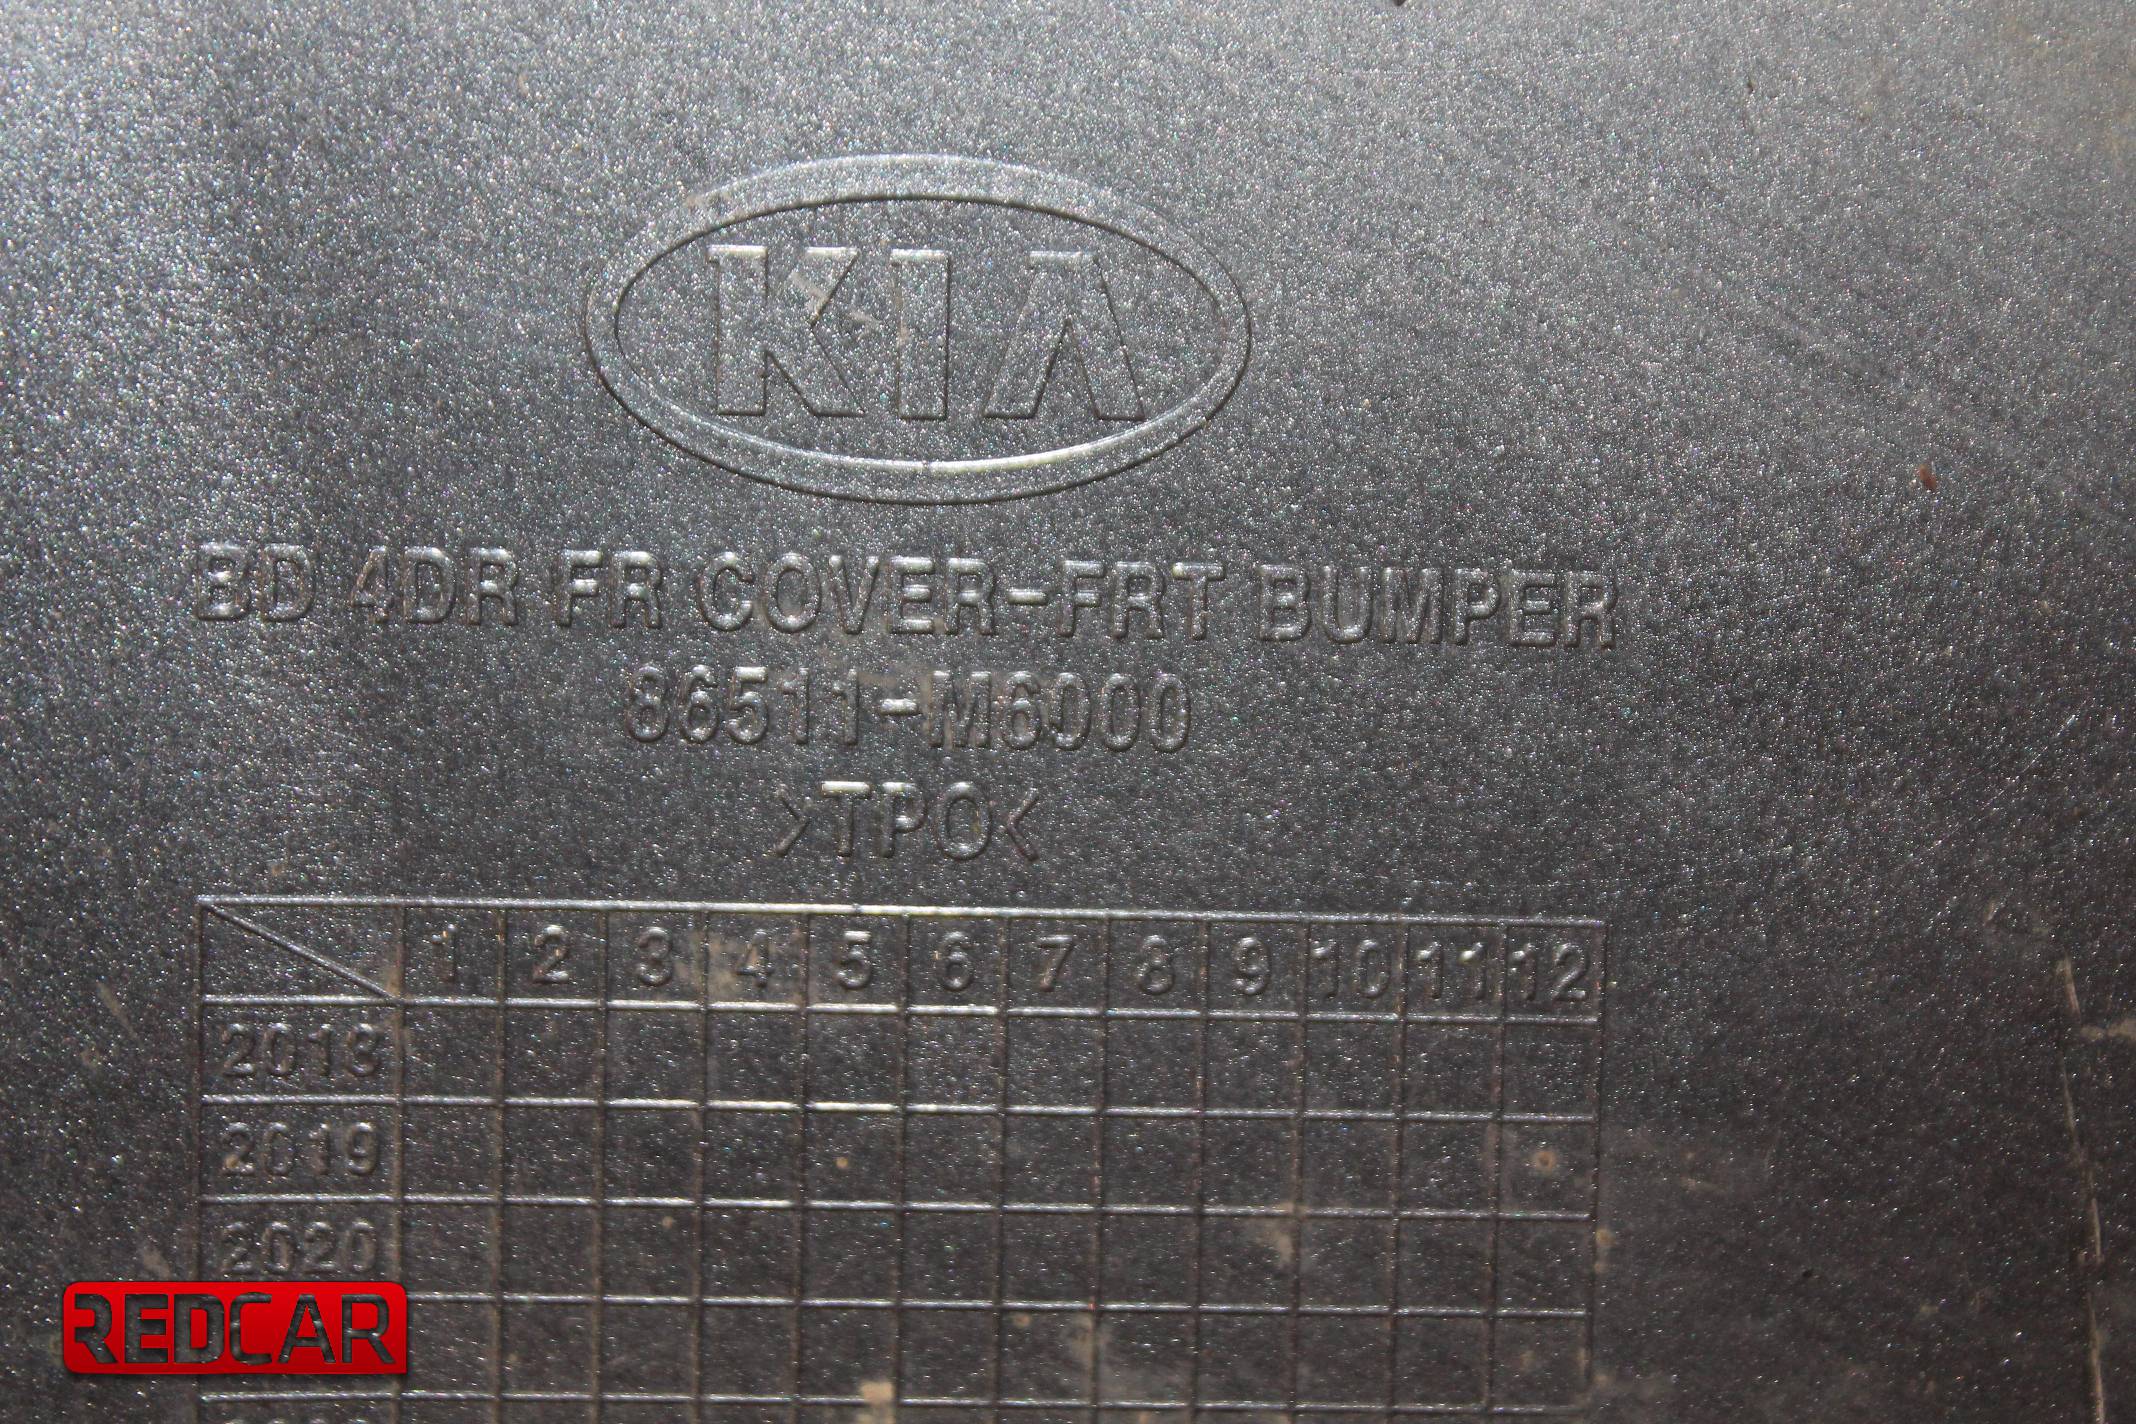 KIA
BD 4DR FR COVER-FRT BUMPER
86511-M6000
>TPO<
1 2 3 4 5 6 7 8 9 10 11 12
2018
2019
2020
REDCAR